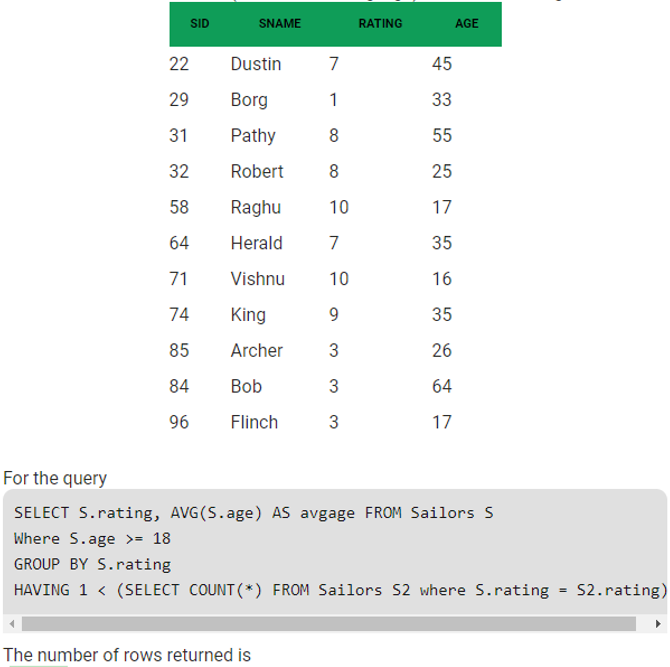 SID SNAME RATING AGE
22 Dustin 7 45
29 Borg 1 33
31 Pathy 8 55
32 Robert 8 25
58 Raghu 10 17
64 Herald 7 35
71 Vishnu 10 16
74 King 9 35
85 Archer 3 26
84 Bob 3 64
96 Flinch 3 17
For the query
SELECT S.rating, AVG(S.age) AS avgage FROM Sailors S
Where S.age >= 18
GROUP BY S.rating
HAVING 1 < (SELECT COUNT(*) FROM Sailors S2 where S.rating = S2.rating)
The number of rows returned is